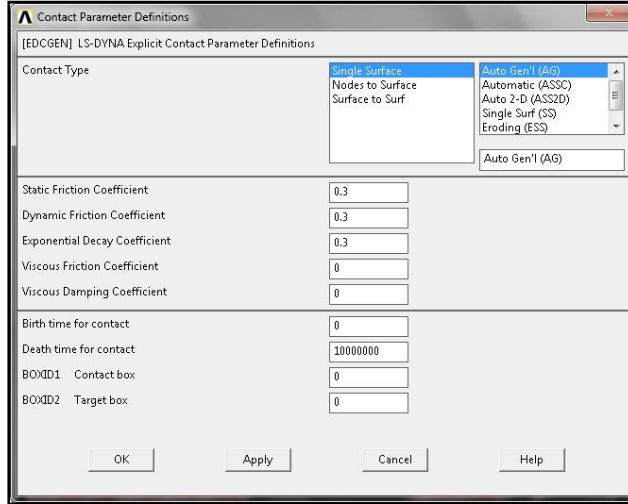 Contact Parameter Definitions
[EDCGEN] LS-DYNA Explicit Contact Parameter Definitions
Contact Type
Single Surface
Nodes to Surface
Surface to Surf
Auto Gen'l (AG)
Automatic (ASSC)
Auto 2-D (ASS2D)
Single Surf (SS)
Eroding (ESS)
Auto Gen'l (AG)
Static Friction Coefficient 0.3
Dynamic Friction Coefficient 0.3
Exponential Decay Coefficient 0.3
Viscous Friction Coefficient 0
Viscous Damping Coefficient 0
Birth time for contact 0
Death time for contact 10000000
BOXID1 Contact box 0
BOXID2 Target box 0
OK Apply Cancel Help